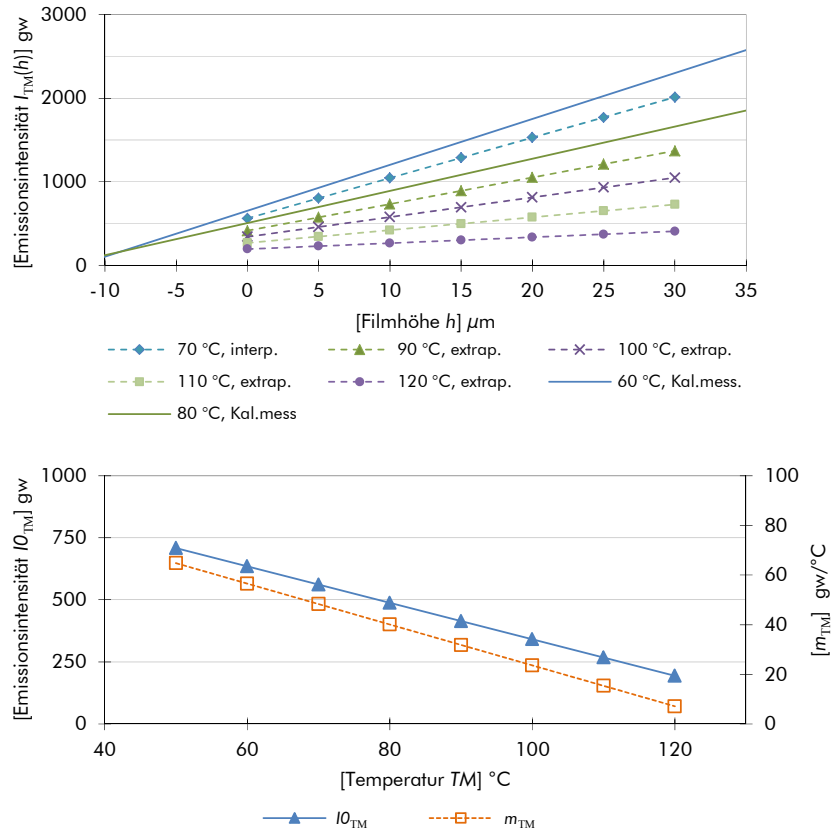 [Emissionsintensität I_TM(h)] gw
3000
2000
1000
0
-10 -5 0 5 10 15 20 25 30 35
[Filmhöhe h] µm
70 °C, interp. 90 °C, extrap. 100 °C, extrap.
110 °C, extrap. 120 °C, extrap. 60 °C, Kal.mess.
80 °C, Kal.mess
[Emissionsintensität I0_TM] gw
1000 100
750 80
500 60
250 40
0 20
0
[m_TM] gw/°C
40 60 80 100 120
[Temperatur TM] °C
I0_TM m_TM